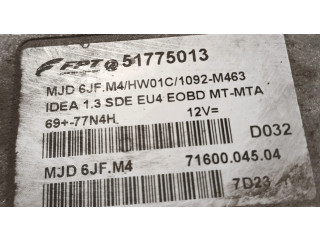 FPT 51775013
MJD 6JF.M4/HW01C/1092-M463
IDEA 1.3 SDE EU4 EOBD MT-MTA
69+-77N4H 12V=
D032
MJD 6JF.M4 71600.045.04
7D23